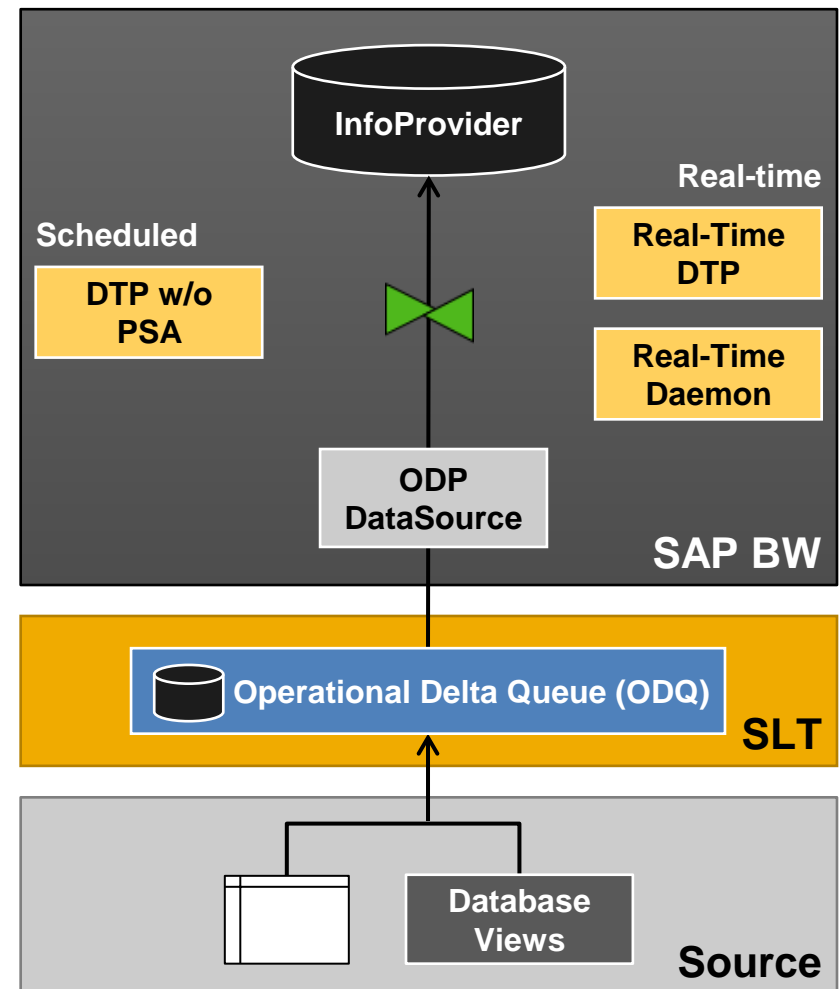 InfoProvider
Real-time
Scheduled
Real-Time
DTP
DTP w/o
PSA
Real-Time
Daemon
ODP
DataSource
SAP BW
Operational Delta Queue (ODQ)
SLT
Database
Views
Source